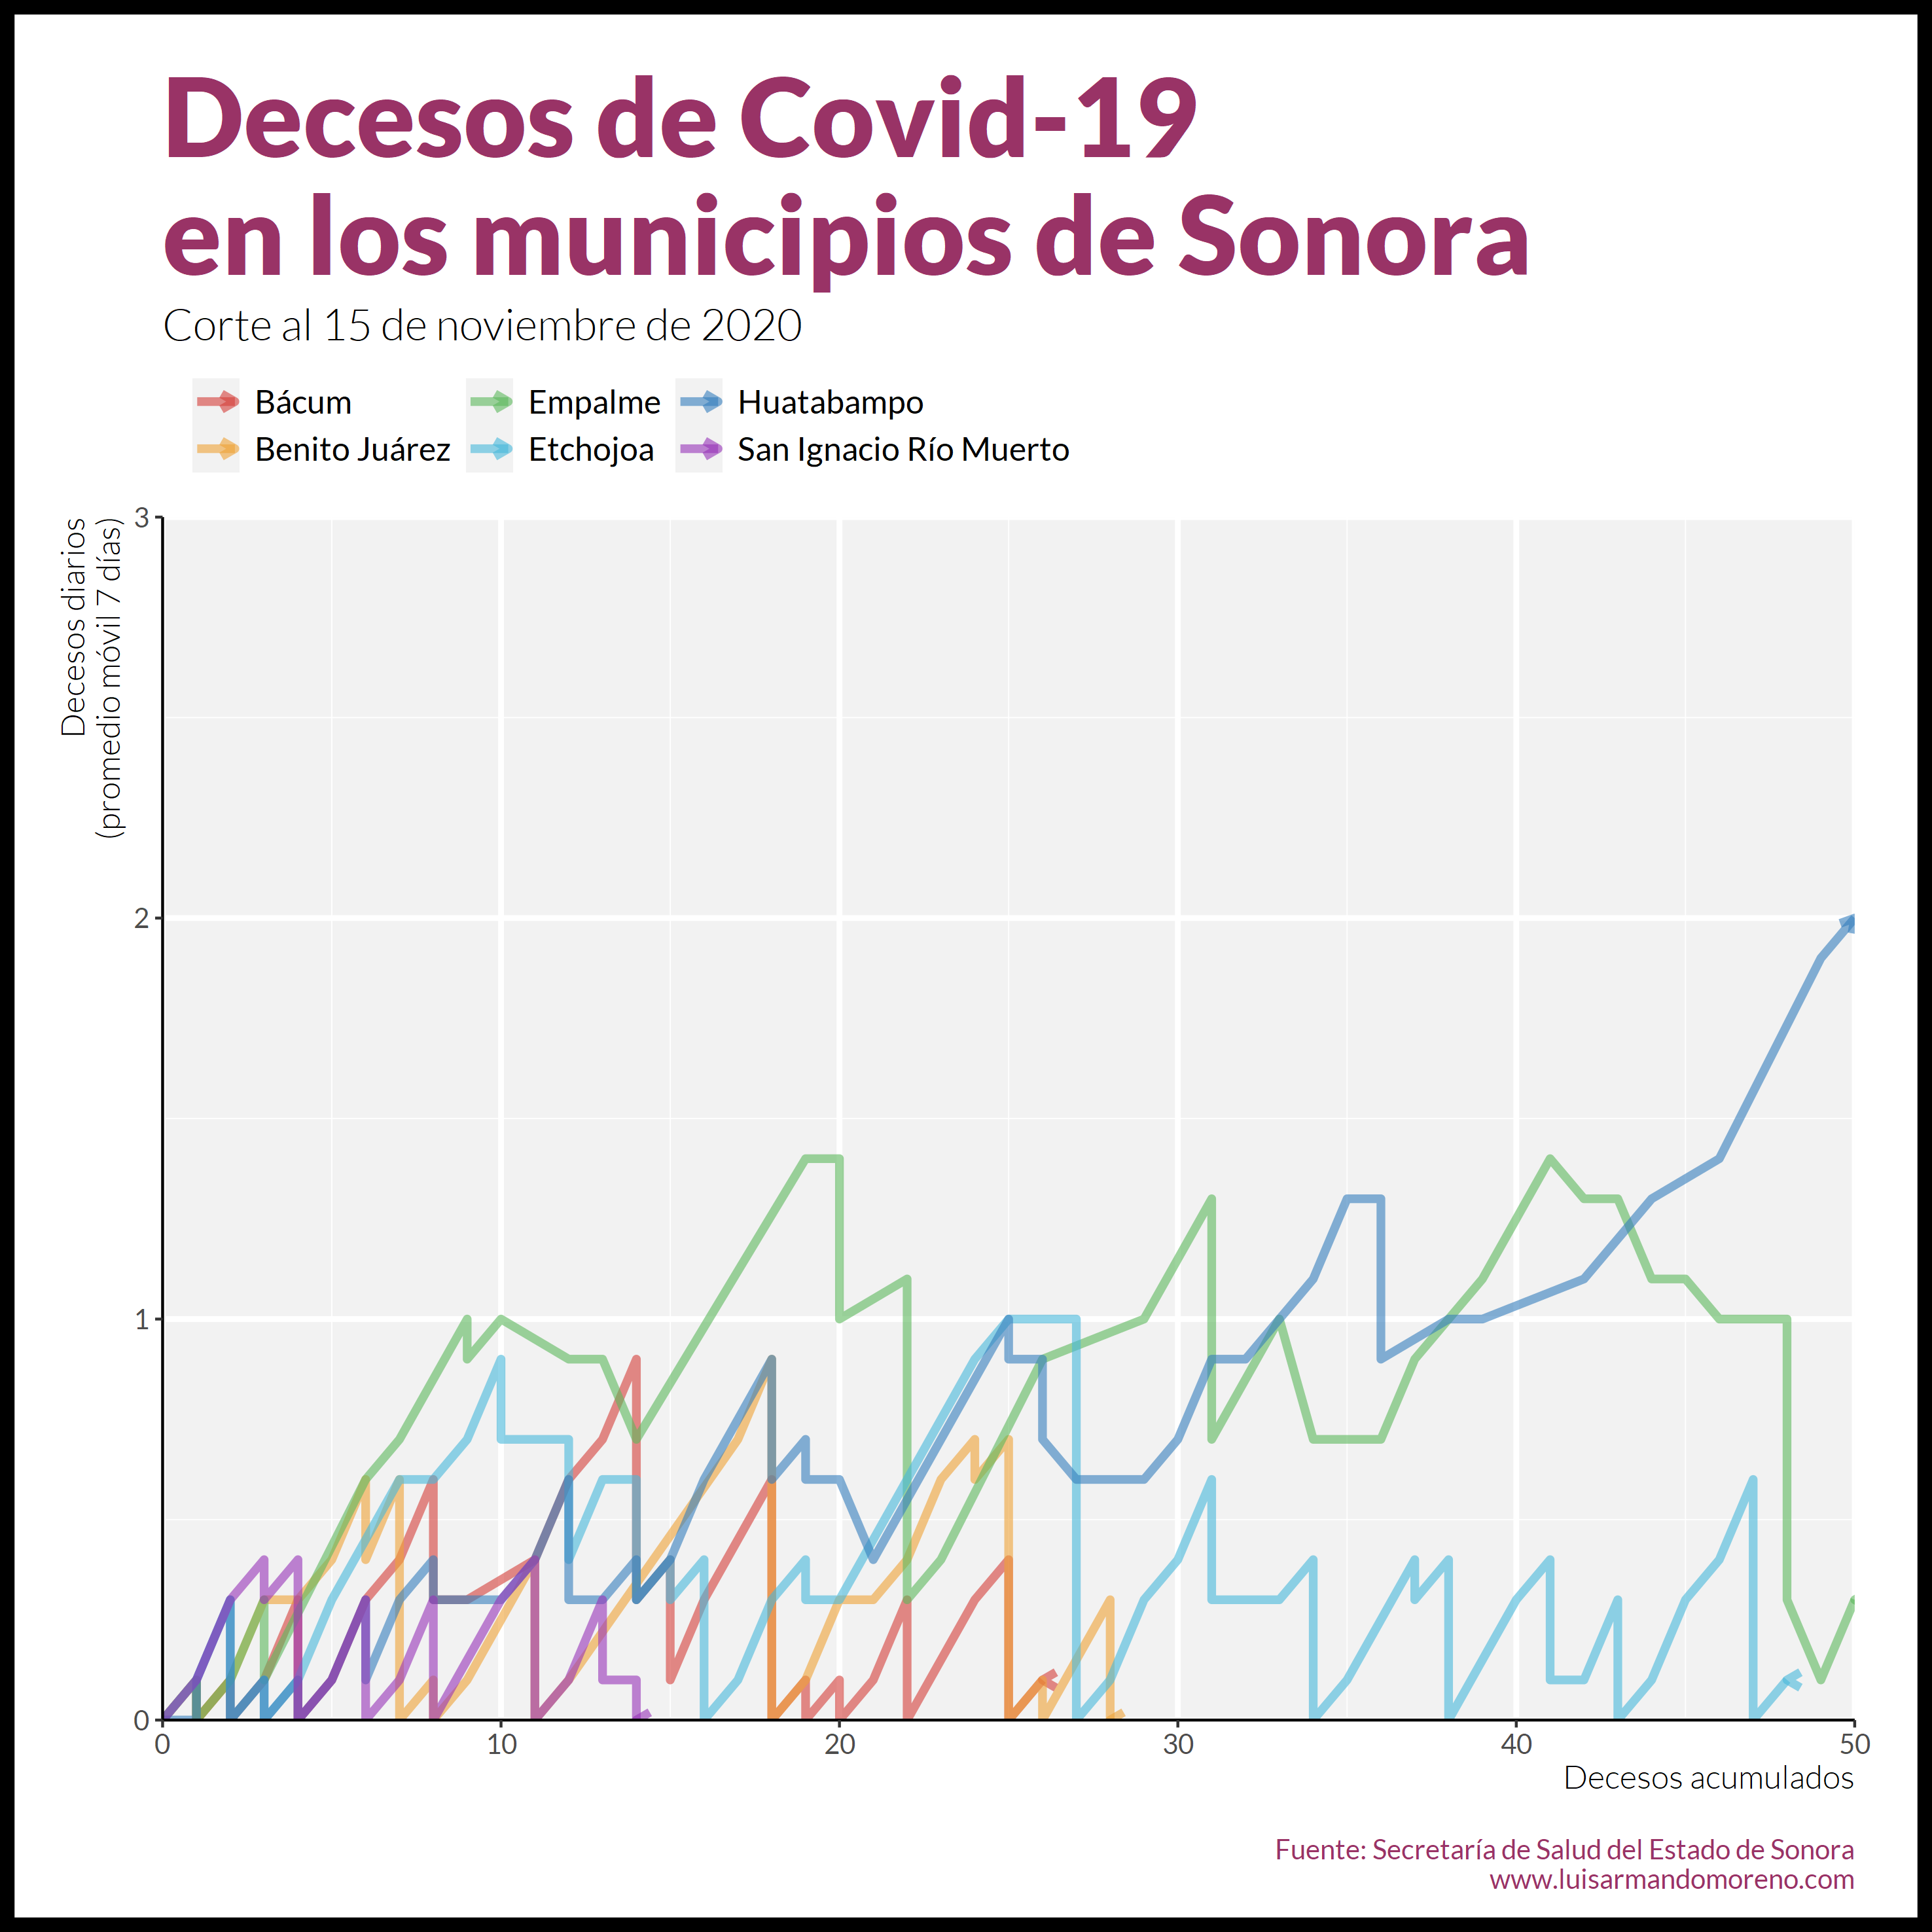 Decesos de Covid-19
en los municipios de Sonora
Corte al 15 de noviembre de 2020
Bácum
Empalme
Huatabampo
Benito Juárez
Etchojoa
San Ignacio Río Muerto
Decesos diarios
(promedio móvil 7 días)
3
2
1
0
0 10 20 30 40 50
Decesos acumulados
Fuente: Secretaría de Salud del Estado de Sonora
www.luisarmandomoreno.com